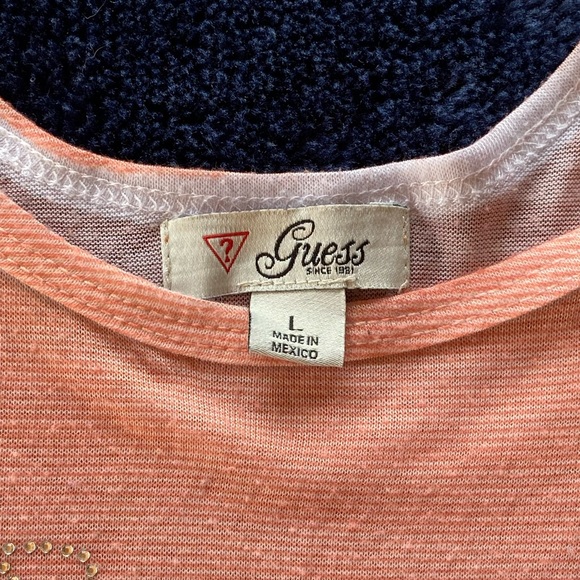 ?
Guess
SINCE 1981
L
MADE IN
MEXICO